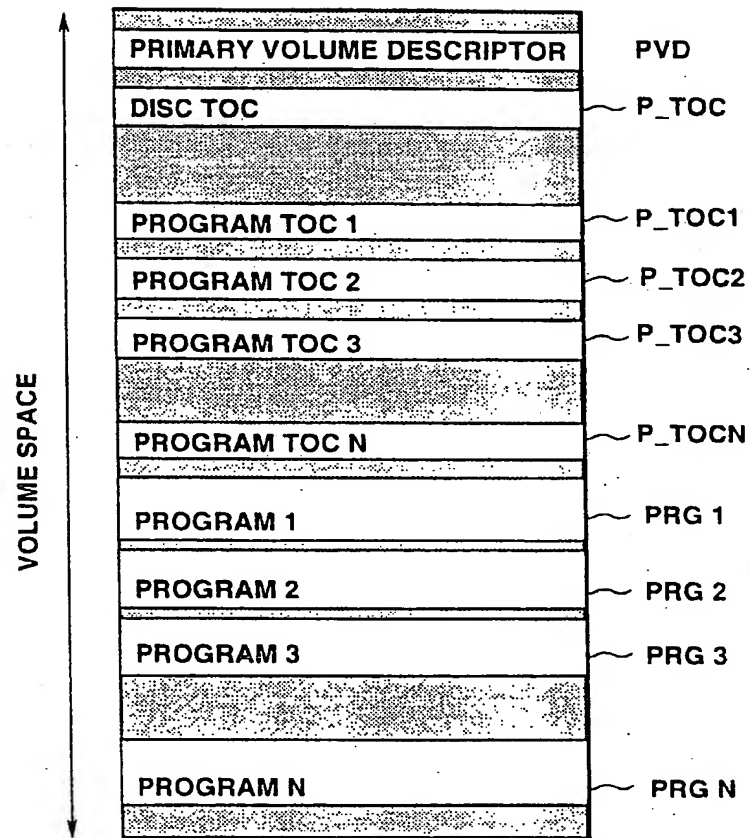 PRIMARY VOLUME DESCRIPTOR PVD
DISC TOC P_TOC
PROGRAM TOC 1 P_TOC1
PROGRAM TOC 2 P_TOC2
PROGRAM TOC 3 P_TOC3
PROGRAM TOC N P_TOCN
PROGRAM 1 PRG 1
PROGRAM 2 PRG 2
PROGRAM 3 PRG 3
PROGRAM N PRG N
VOLUME SPACE